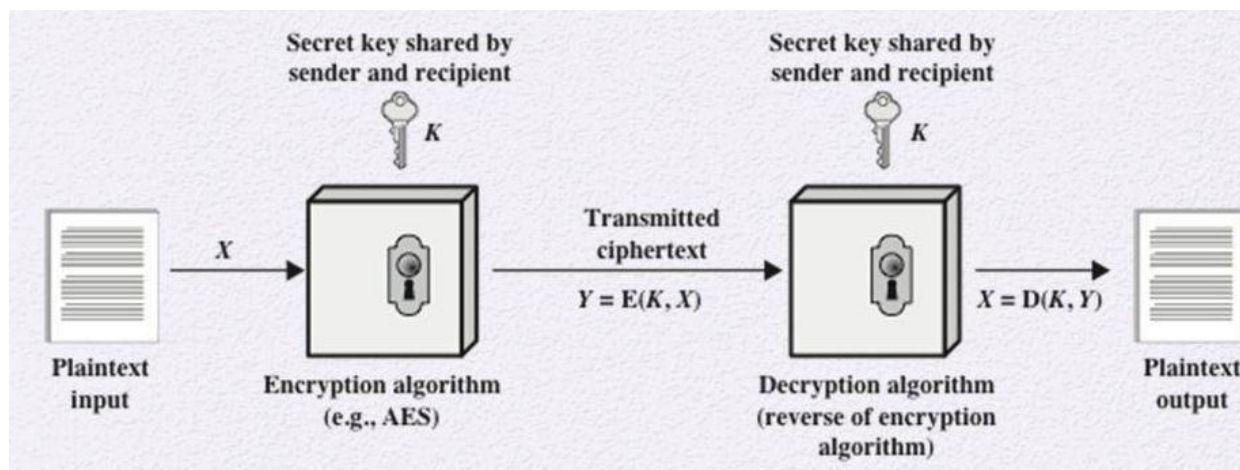 Secret key shared by
sender and recipient
K
Secret key shared by
sender and recipient
K
X
Transmitted
ciphertext
Y = E(K, X)
X = D(K, Y)
Plaintext
input
Encryption algorithm
(e.g., AES)
Decryption algorithm
(reverse of encryption
algorithm)
Plaintext
output